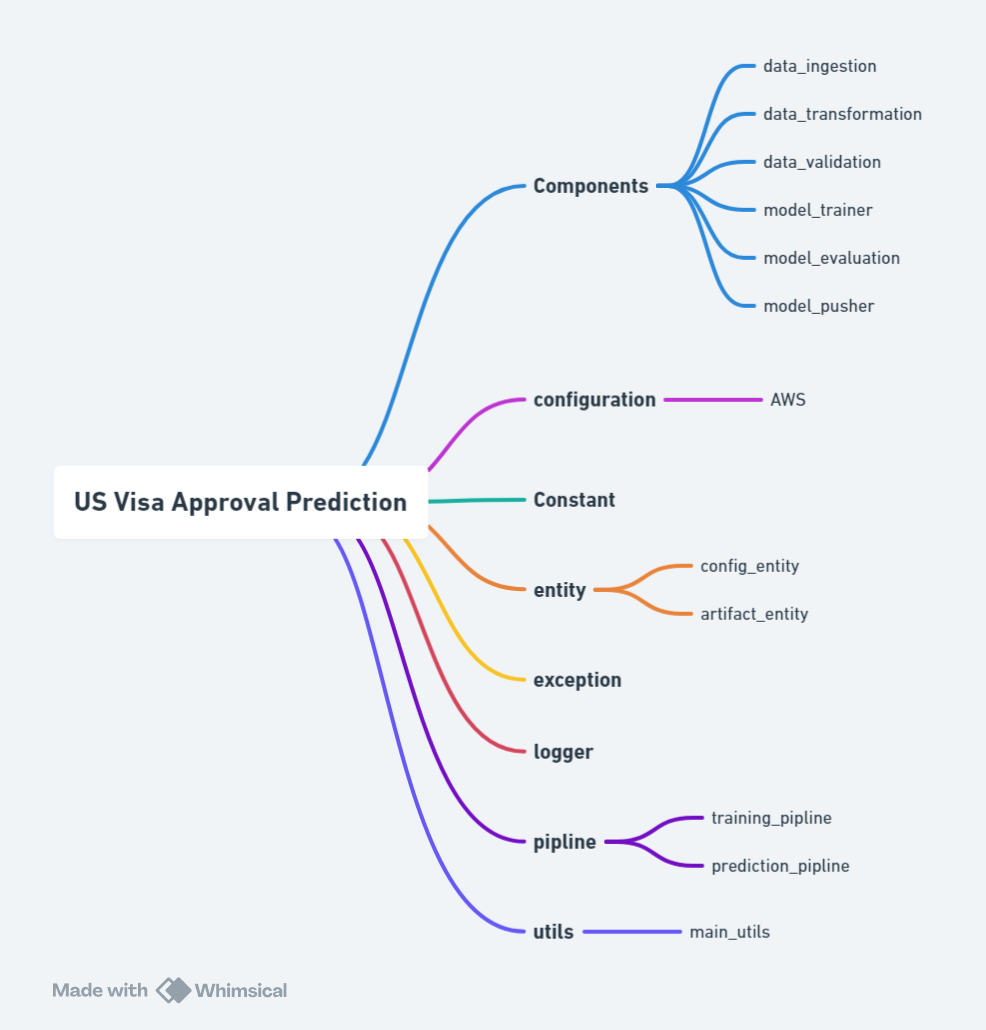 US Visa Approval Prediction
Components
data_ingestion
data_transformation
data_validation
model_trainer
model_evaluation
model_pusher
configuration
AWS
Constant
entity
config_entity
artifact_entity
exception
logger
pipline
training_pipline
prediction_pipline
utils
main_utils
Made with Whimsical